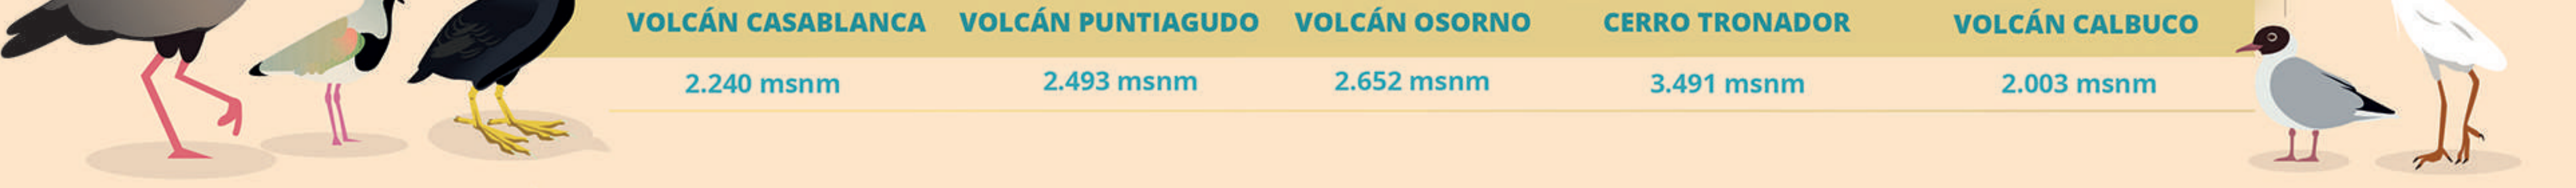 VOLCÁN CASABLANCA VOLCÁN PUNTIAGUDO VOLCÁN OSORNO CERRO TRONADOR VOLCÁN CALBUCO
2.240 msnm 2.493 msnm 2.652 msnm 3.491 msnm 2.003 msnm